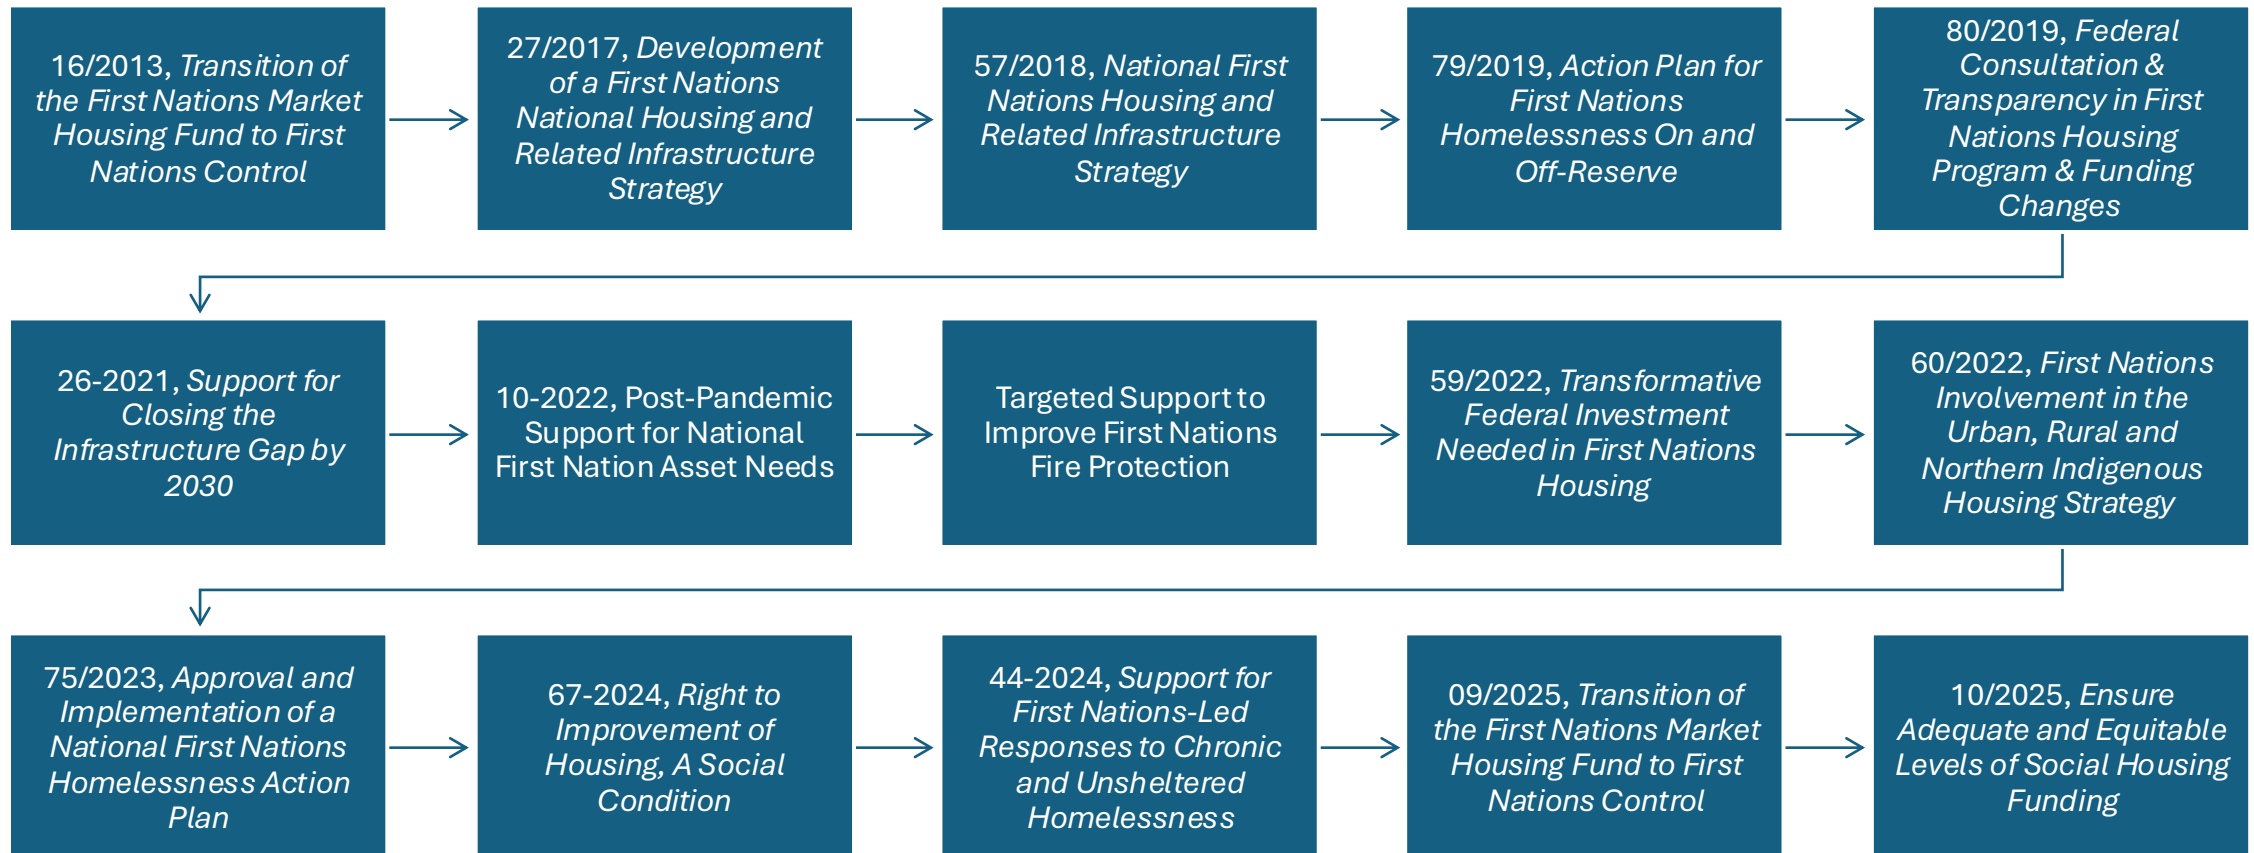 16/2013, Transition of
the First Nations Market
Housing Fund to First
Nations Control
27/2017, Development
of a First Nations
National Housing and
Related Infrastructure
Strategy
57/2018, National First
Nations Housing and
Related Infrastructure
Strategy
79/2019, Action Plan for
First Nations
Homelessness On and
Off-Reserve
80/2019, Federal
Consultation &
Transparency in First
Nations Housing
Program & Funding
Changes
26-2021, Support for
Closing the
Infrastructure Gap by
2030
10-2022, Post-Pandemic
Support for National
First Nation Asset Needs
Targeted Support to
Improve First Nations
Fire Protection
59/2022, Transformative
Federal Investment
Needed in First Nations
Housing
60/2022, First Nations
Involvement in the
Urban, Rural and
Northern Indigenous
Housing Strategy
75/2023, Approval and
Implementation of a
National First Nations
Homelessness Action
Plan
67-2024, Right to
Improvement of
Housing, A Social
Condition
44-2024, Support for
First Nations-Led
Responses to Chronic
and Unsheltered
Homelessness
09/2025, Transition of
the First Nations Market
Housing Fund to First
Nations Control
10/2025, Ensure
Adequate and Equitable
Levels of Social Housing
Funding